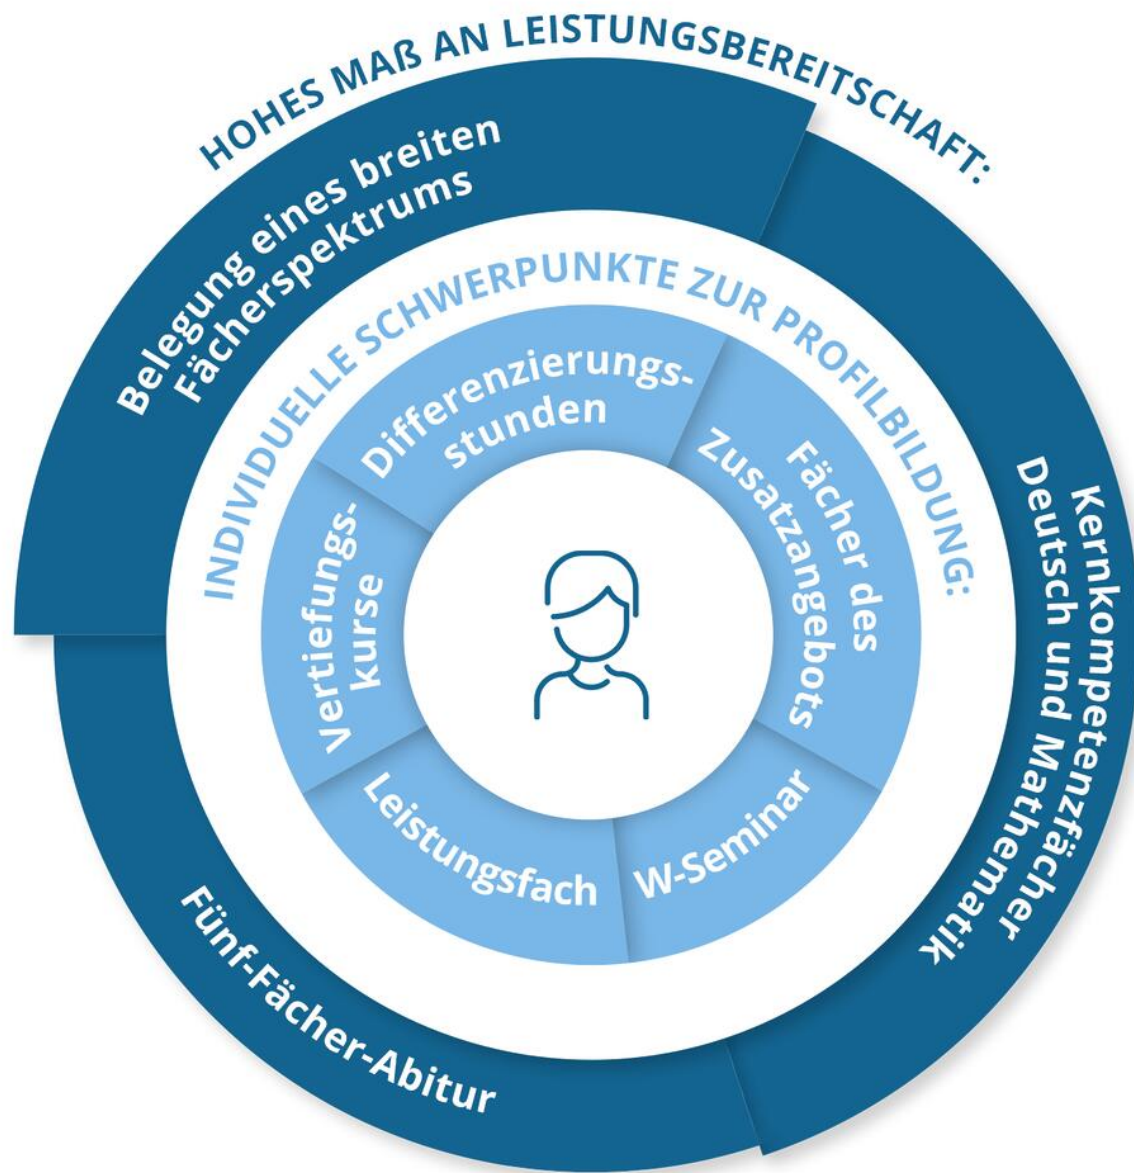 HOHES MAß AN LEISTUNGSBEREITSCHAFT:
Belegung eines breiten
Fächerspektrums
Kernkompetenzfächer
Deutsch und Mathematik
Fünf-Fächer-Abitur
INDIVIDUELLE SCHWERPUNKTE ZUR PROFILBILDUNG:
Differenzierungs-
stunden
Fächer des
Zusatzangebots
W-Seminar
Leistungsfach
Vertiefungs-
kurse